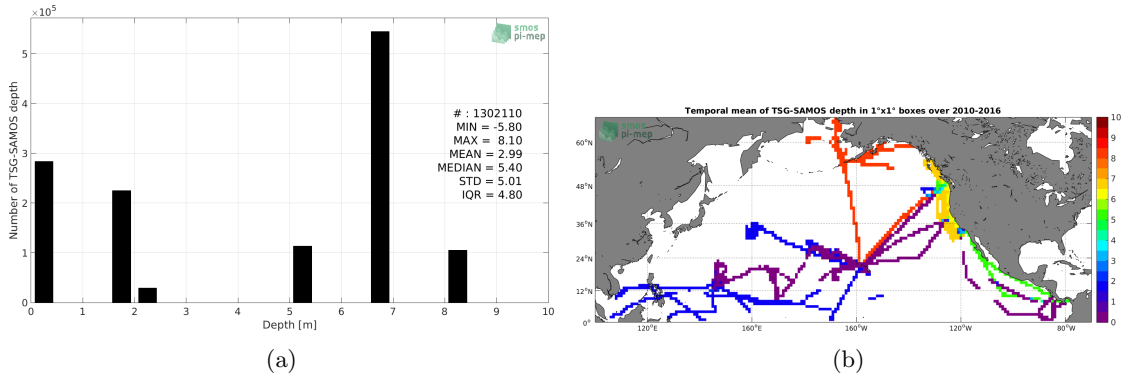 ×10⁵
smos
pi-mep
5
4
3
2
1
0
Number of TSG-SAMOS depth
# : 1302110
MIN = -5.80
MAX = 8.10
MEAN = 2.99
MEDIAN = 5.40
STD = 5.01
IQR = 4.80
0 1 2 3 4 5 6 7 8 9 10
Depth [m]
(a)
Temporal mean of TSG-SAMOS depth in 1°x1° boxes over 2010-2016
smos
pi-mep
60°N
48°N
36°N
24°N
12°N
0°
120°E 160°E 160°W 120°W 80°W
10
9
8
7
6
5
4
3
2
1
0
(b)